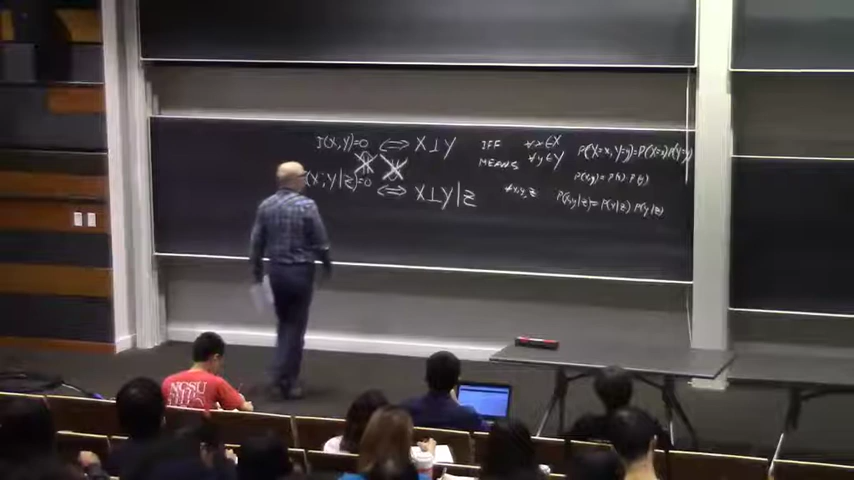 I(X,Y)=0 ⟺ X⊥Y IFF ∀x∈X P(X=x,Y=y)=P(X=x)P(Y=y)
MEANS ∀y∈Y
P(x,y)=P(x)·P(y)
(X;Y|Z)=0 ⟺ X⊥Y|Z ∀x,y,z P(x,y|z)=P(x|z)P(y|z)
NCSU